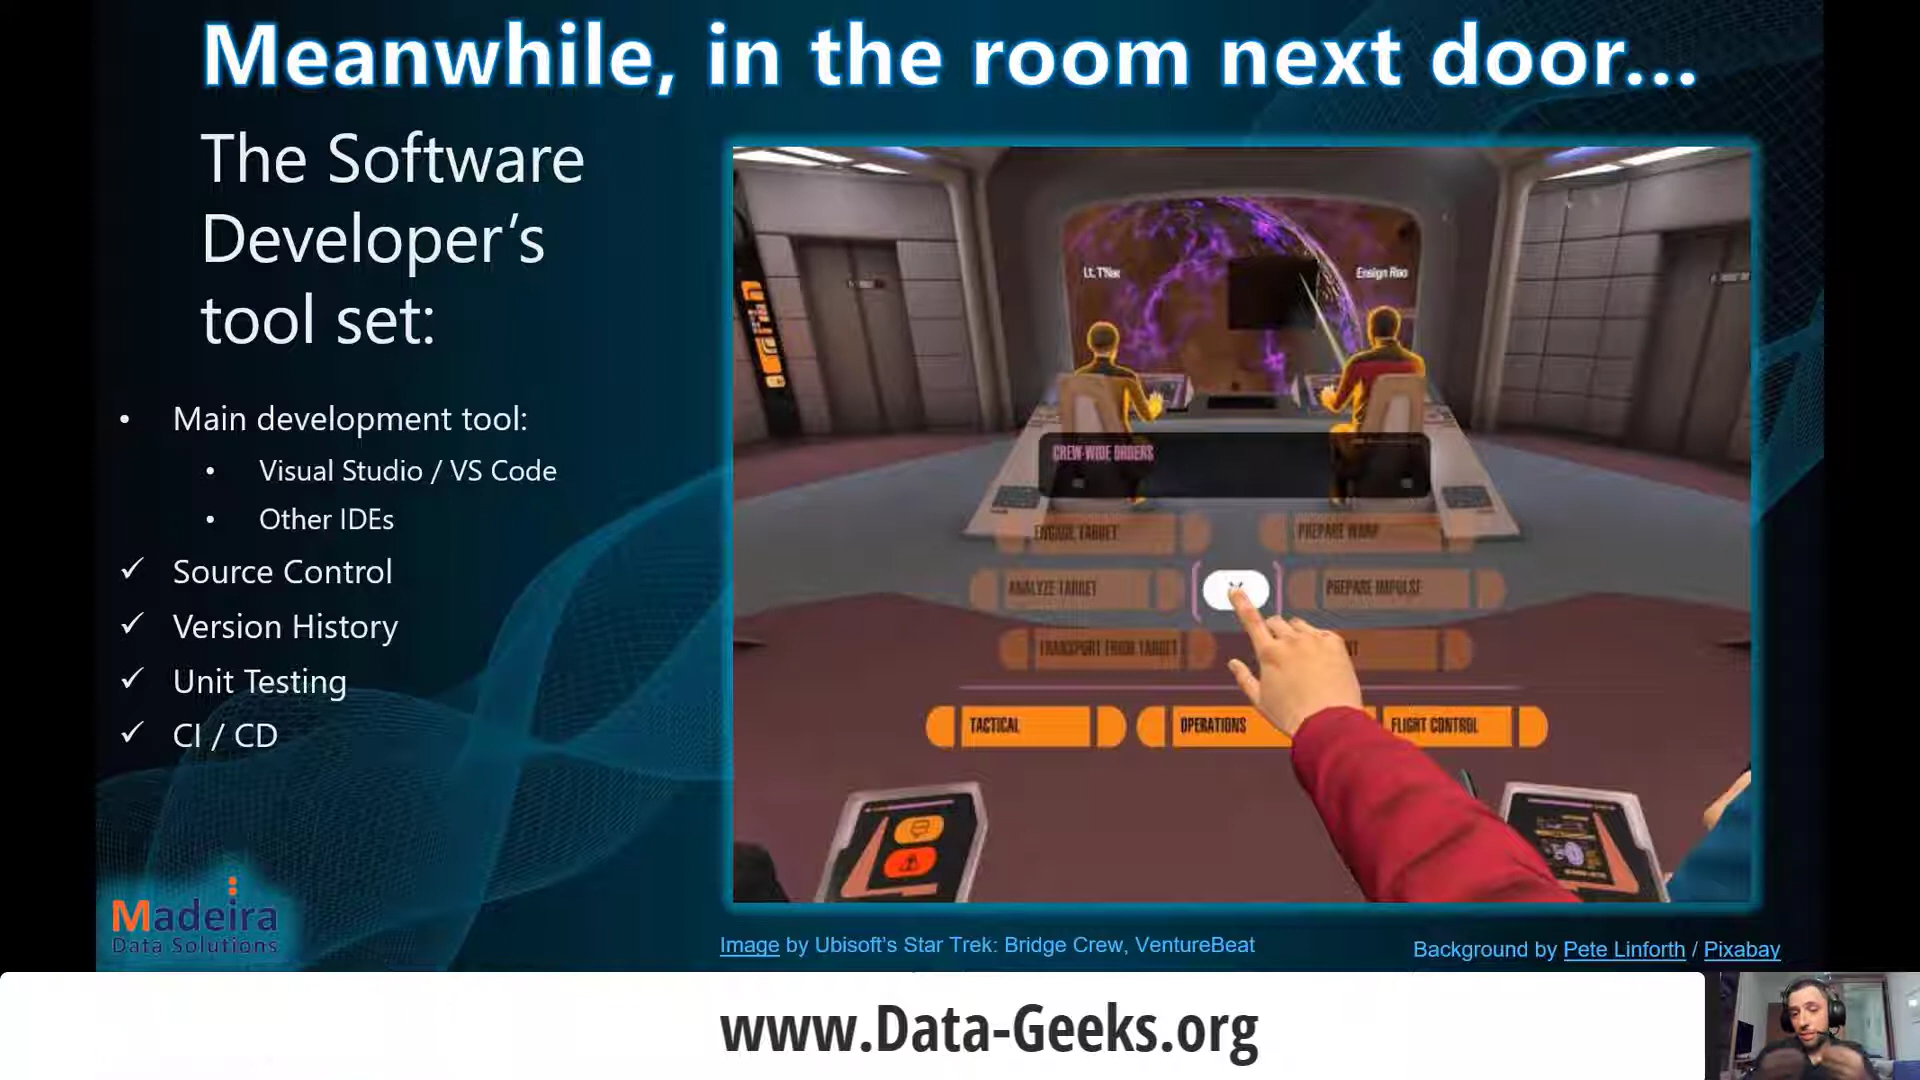 Meanwhile, in the room next door...
The Software
Developer's
tool set:
• Main development tool:
• Visual Studio / VS Code
• Other IDEs
✓ Source Control
✓ Version History
✓ Unit Testing
✓ CI / CD
Ensign Rao
CREW-WIDE ORDERS
ENGAGE TARGET
PREPARE WARP
ANALYZE TARGET
PREPARE IMPULSE
TRANSPORT FROM TARGET
TACTICAL
OPERATIONS
FLIGHT CONTROL
Madeira
Data Solutions
Image by Ubisoft's Star Trek: Bridge Crew, VentureBeat
Background by Pete Linforth / Pixabay
www.Data-Geeks.org